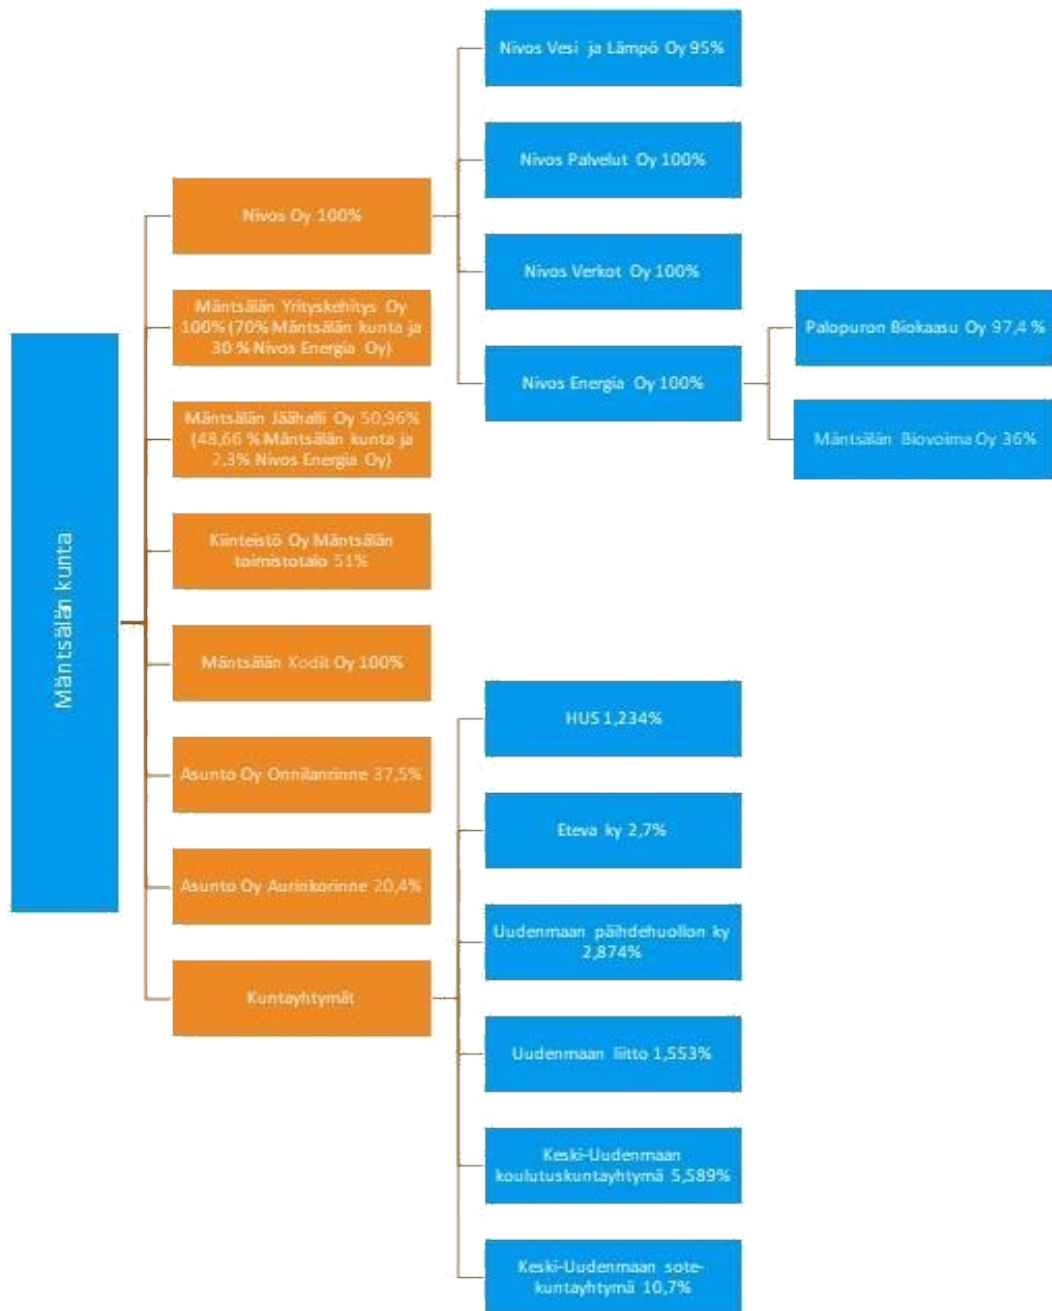 Mäntsälän kunta
Nivos Oy 100%
Nivos Vesi ja Lämpö Oy 95%
Nivos Palvelut Oy 100%
Nivos Verkot Oy 100%
Nivos Energia Oy 100%
Palopuron Biokaasu Oy 97,4 %
Mäntsälän Biovoima Oy 36%
Mäntsälän Yrityskehitys Oy
100% (70% Mäntsälän kunta ja
30 % Nivos Energia Oy)
Mäntsälän Jäähalli Oy 50,96%
(48,66 % Mäntsälän kunta ja
2,3% Nivos Energia Oy)
Kiinteistö Oy Mäntsälän
toimistotalo 51%
Mäntsälän Kodit Oy 100%
Asunto Oy Onnilanrinne 37,5%
Asunto Oy Aurinkorinne 20,4%
Kuntayhtymät
HUS 1,234%
Eteva ky 2,7%
Uudenmaan päihdehuollon ky
2,874%
Uudenmaan liitto 1,553%
Keski-Uudenmaan
koulutuskuntayhtymä 5,589%
Keski-Uudenmaan sote-
kuntayhtymä 10,7%